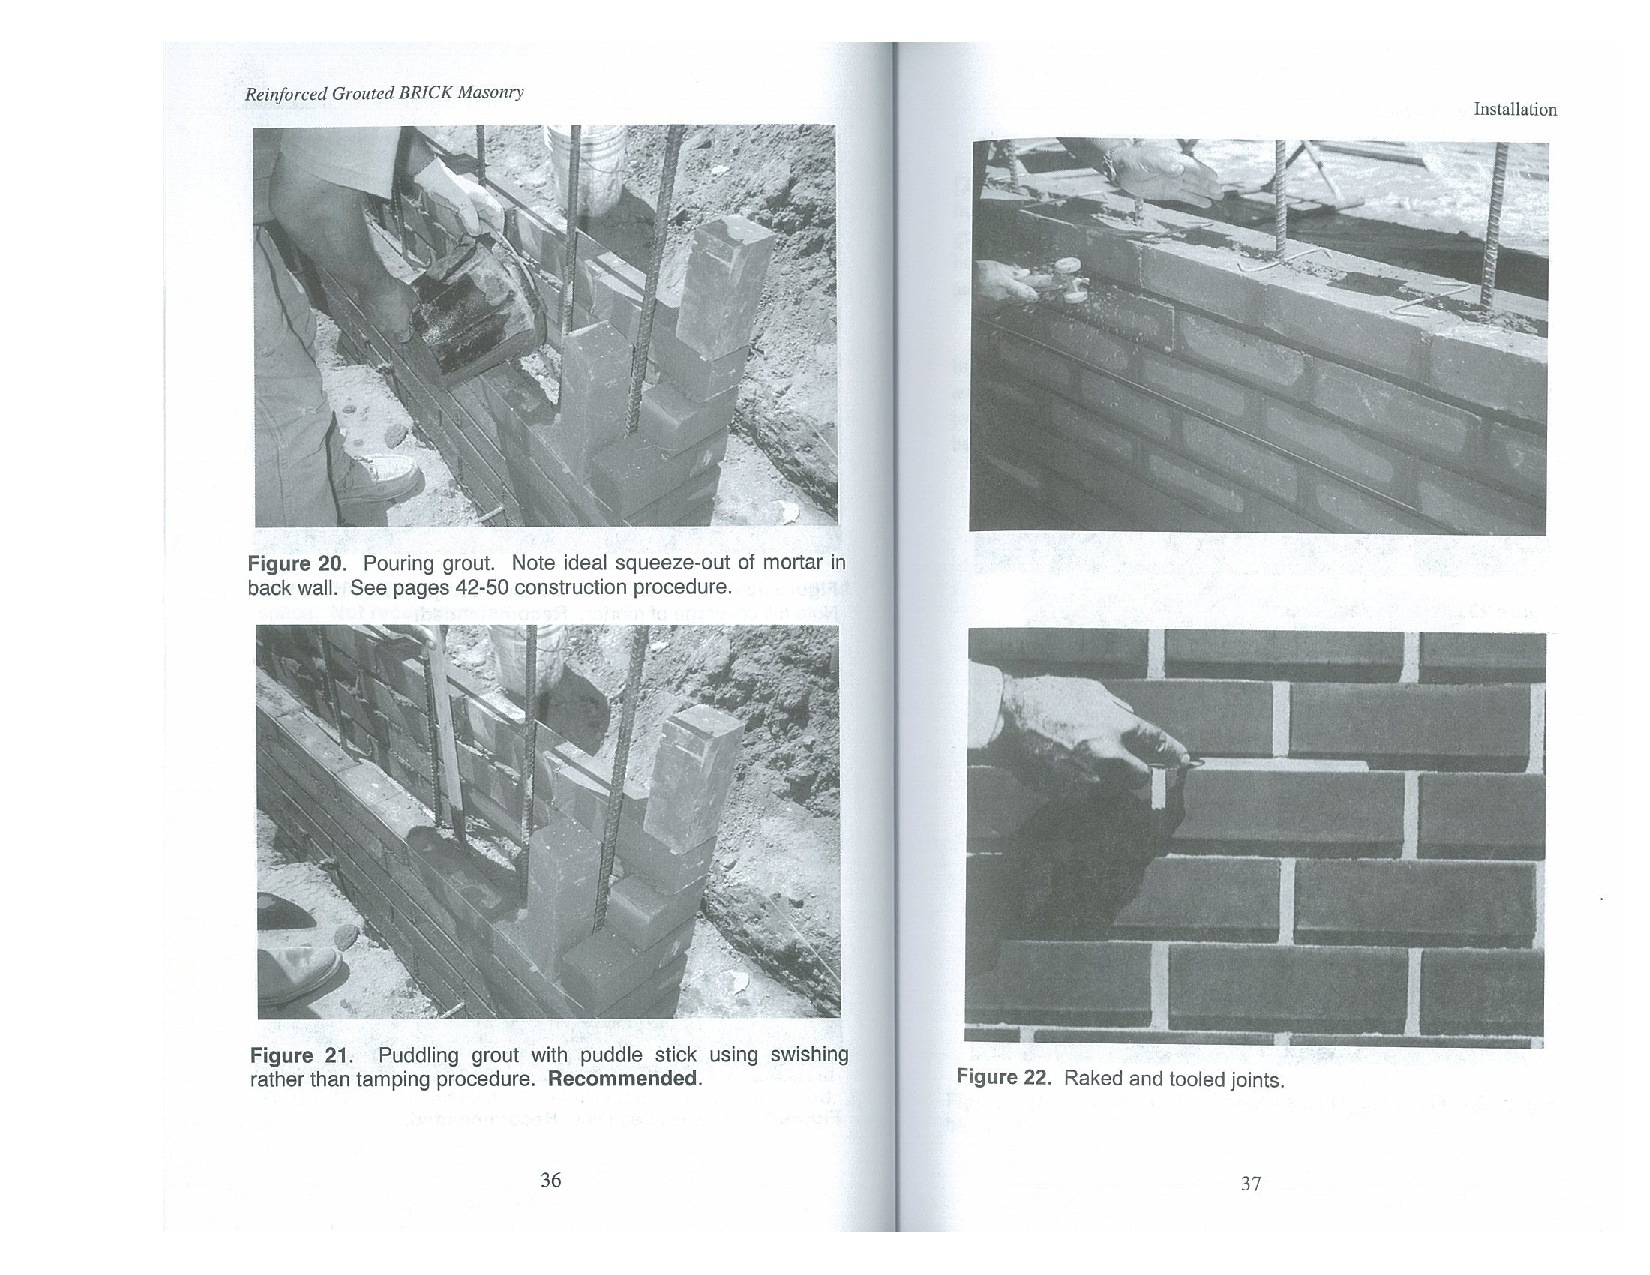 Reinforced Grouted BRICK Masonry
Figure 20. Pouring grout. Note ideal squeeze-out of mortar in
back wall. See pages 42-50 construction procedure.
Figure 21. Puddling grout with puddle stick using swishing
rather than tamping procedure. Recommended.
36
Installation
Figure 22. Raked and tooled joints.
37